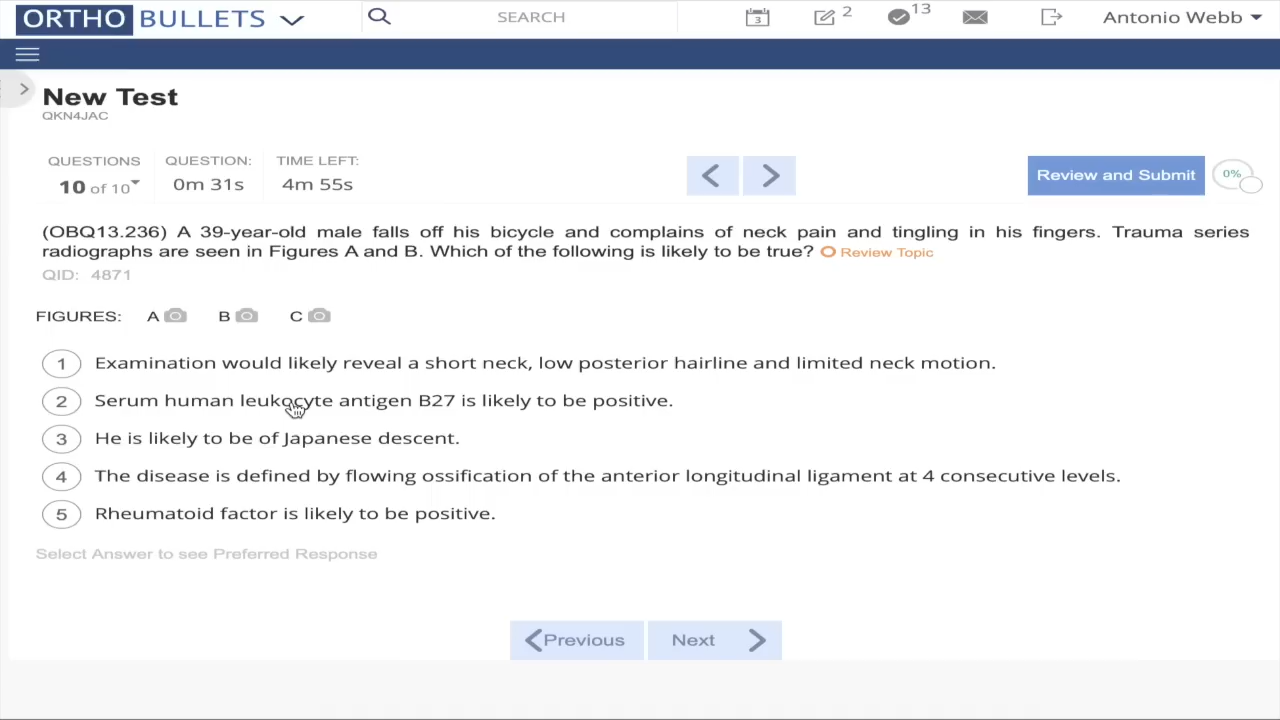 ORTHO BULLETS
SEARCH
3
2
13
Antonio Webb
New Test
QKN4JAC
QUESTIONS
10 of 10
QUESTION:
0m 31s
TIME LEFT:
4m 55s
Review and Submit
0%
(OBQ13.236) A 39-year-old male falls off his bicycle and complains of neck pain and tingling in his fingers. Trauma series
radiographs are seen in Figures A and B. Which of the following is likely to be true? Review Topic
QID: 4871
FIGURES: A B C
1 Examination would likely reveal a short neck, low posterior hairline and limited neck motion.
2 Serum human leukocyte antigen B27 is likely to be positive.
3 He is likely to be of Japanese descent.
4 The disease is defined by flowing ossification of the anterior longitudinal ligament at 4 consecutive levels.
5 Rheumatoid factor is likely to be positive.
Select Answer to see Preferred Response
Previous Next